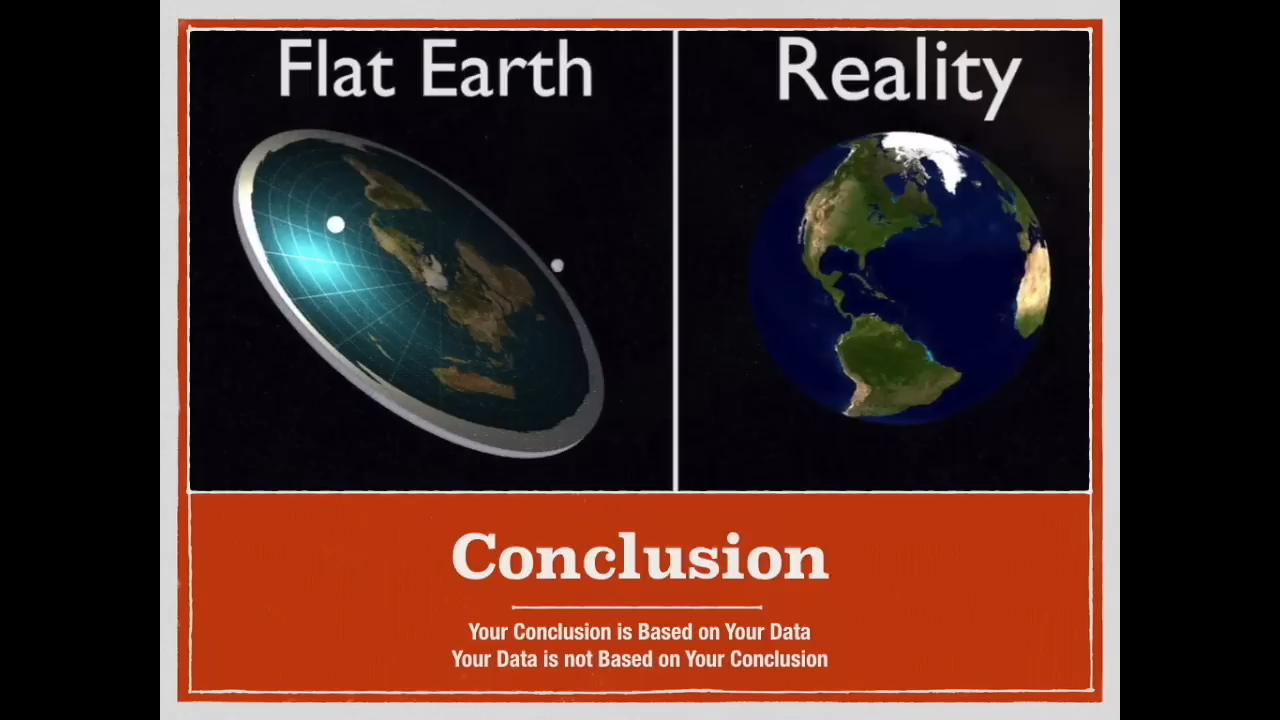 Flat Earth
Reality
Conclusion
Your Conclusion is Based on Your Data
Your Data is not Based on Your Conclusion